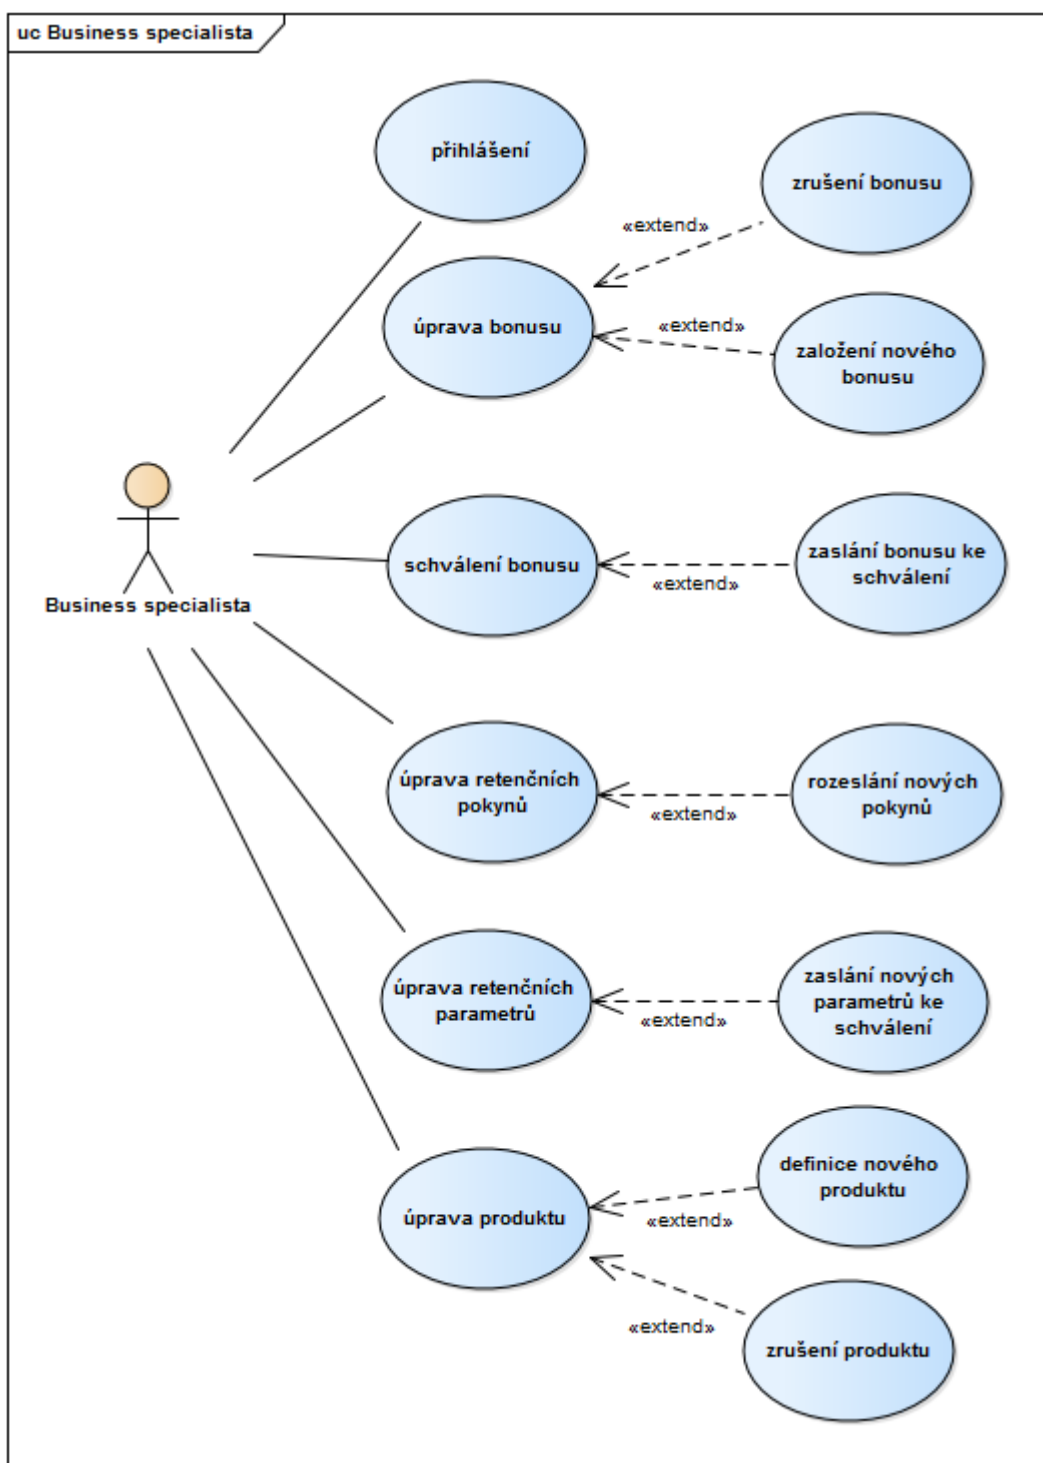 uc Business specialista
přihlášení
zrušení bonusu
«extend»
úprava bonusu
«extend»
založení nového
bonusu
schválení bonusu
zaslání bonusu ke
schválení
«extend»
Business specialista
úprava retenčních
pokynů
rozeslání nových
pokynů
«extend»
úprava retenčních
parametrů
zaslání nových
parametrů ke
schválení
«extend»
definice nového
produktu
úprava produktu
«extend»
«extend»
zrušení produktu